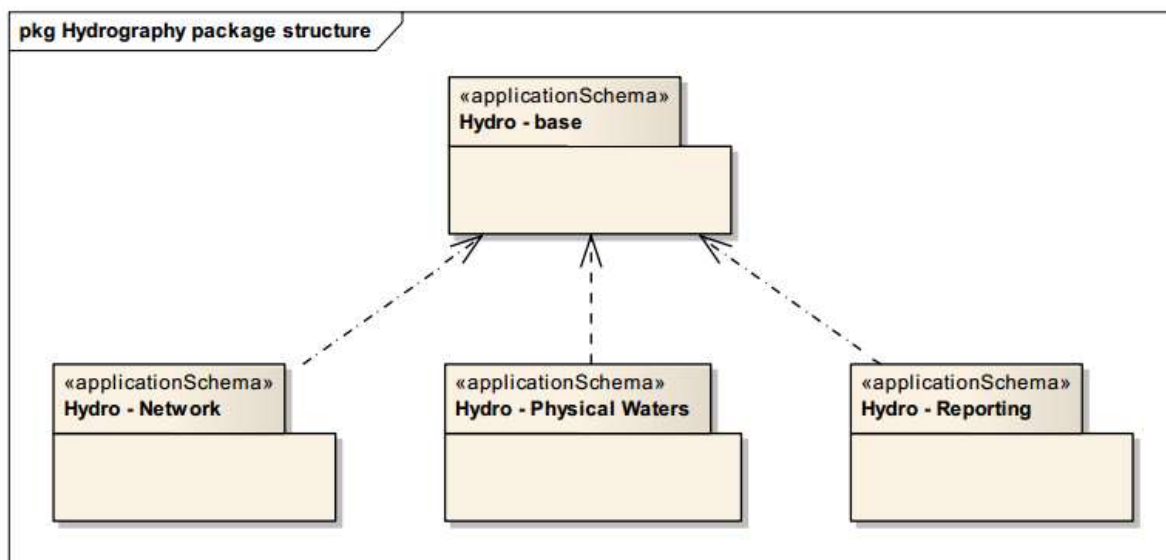 pkg Hydrography package structure
«applicationSchema»
Hydro - base
«applicationSchema»
Hydro - Network
«applicationSchema»
Hydro - Physical Waters
«applicationSchema»
Hydro - Reporting